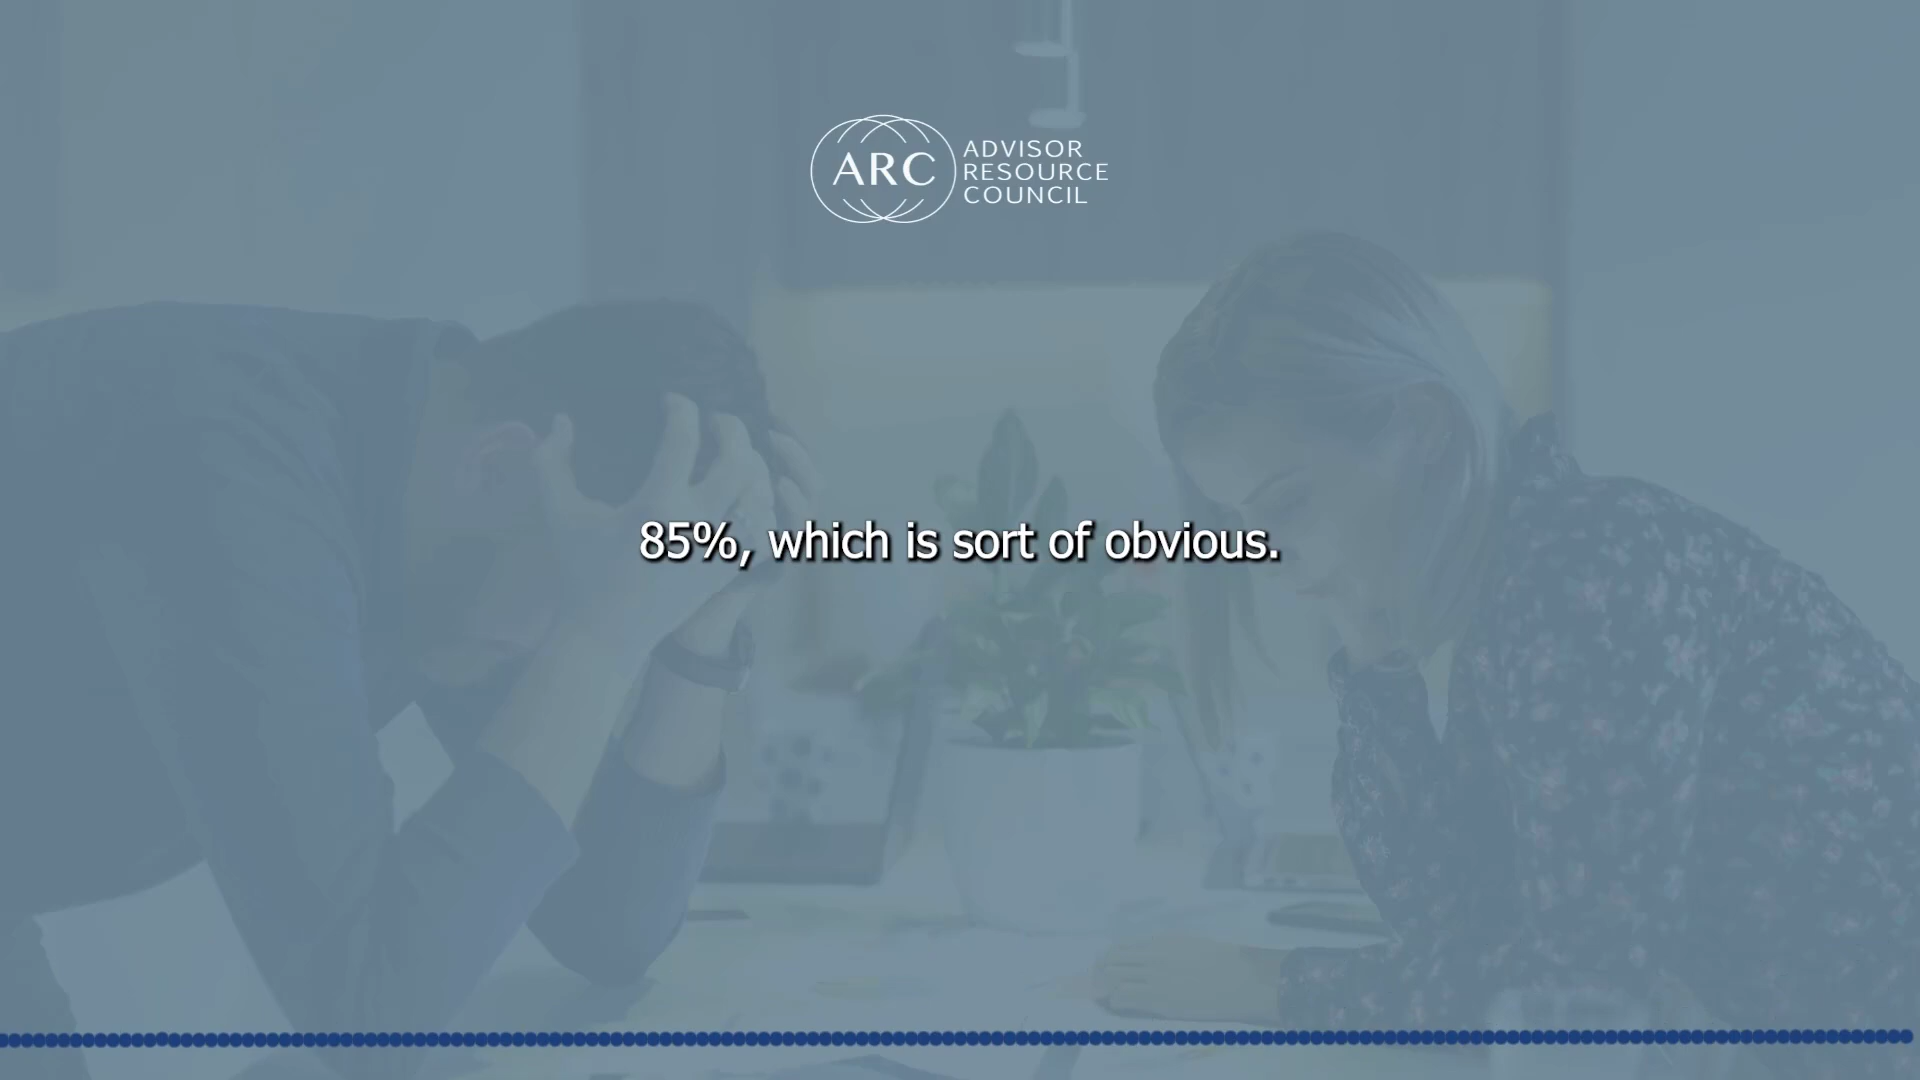 ARC
ADVISOR
RESOURCE
COUNCIL
85%, which is sort of obvious.